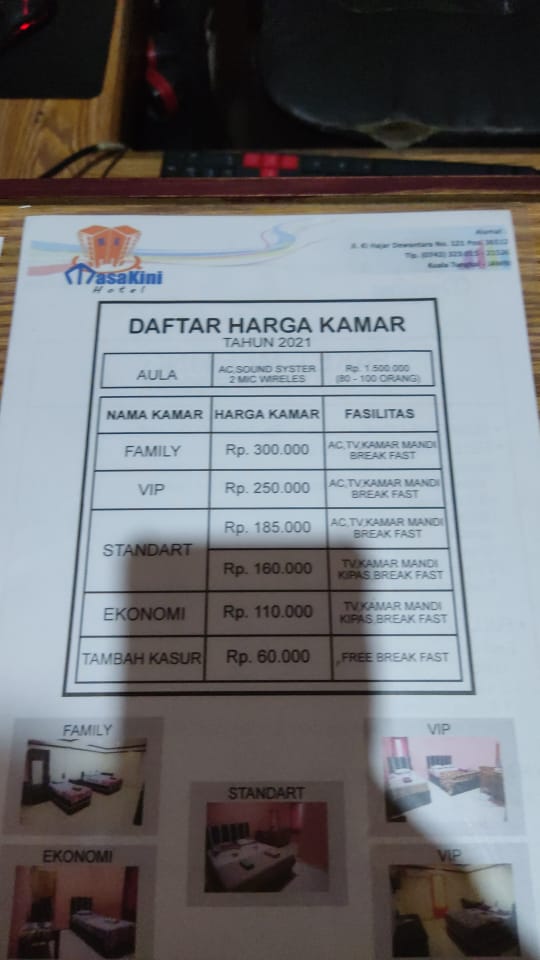 MasaKini
Hotel
Alamat :
Jl. Ki Hajar Dewantara No. 121 Pos 36512
Tlp. (0742)
Kuala Tungkal - Jambi
DAFTAR HARGA KAMAR
TAHUN 2021
AULA
AC,SOUND SYSTER
2 MIC WIRELES
Rp. 1.500.000
(80 - 100 ORANG)
NAMA KAMAR HARGA KAMAR FASILITAS
FAMILY
Rp. 300.000
AC,TV,KAMAR MANDI
BREAK FAST
VIP
Rp. 250.000
AC,TV,KAMAR MANDI
BREAK FAST
STANDART
Rp. 185.000
AC,TV,KAMAR MANDI
BREAK FAST
Rp. 160.000
TV,KAMAR MANDI
KIPAS,BREAK FAST
EKONOMI
Rp. 110.000
TV,KAMAR MANDI
KIPAS,BREAK FAST
TAMBAH KASUR
Rp. 60.000
,FREE BREAK FAST
FAMILY
VIP
STANDART
EKONOMI
VIP